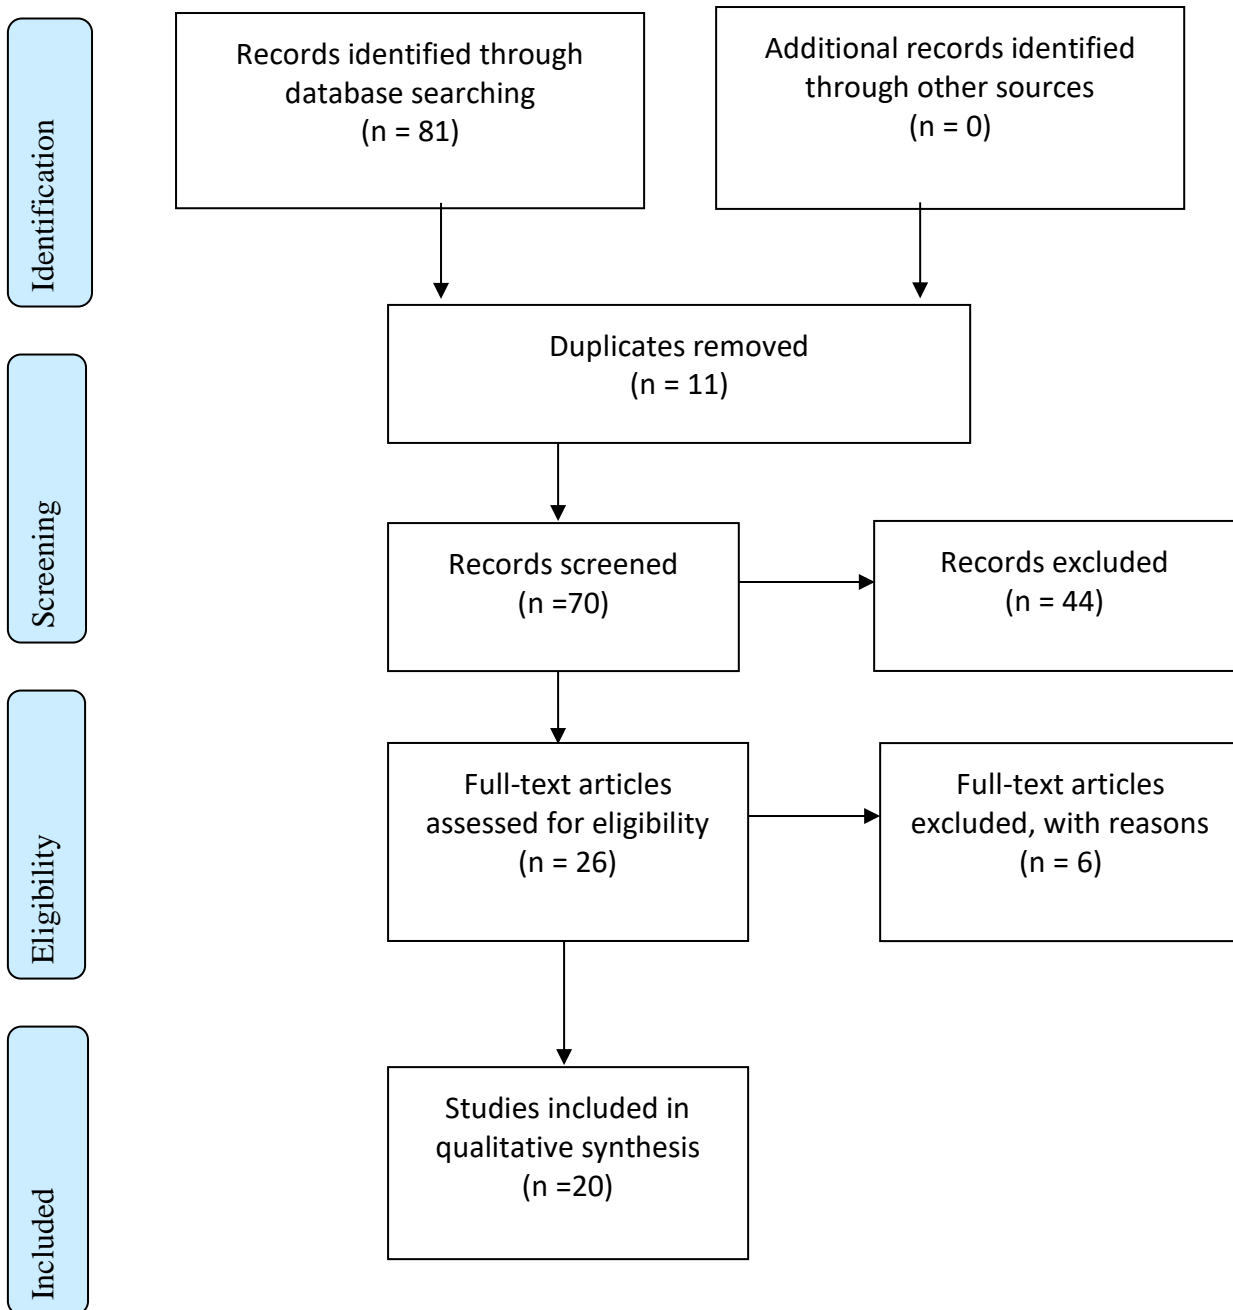 Identification
Records identified through
database searching
(n = 81)
Additional records identified
through other sources
(n = 0)
Duplicates removed
(n = 11)
Screening
Records screened
(n =70)
Records excluded
(n = 44)
Eligibility
Full-text articles
assessed for eligibility
(n = 26)
Full-text articles
excluded, with reasons
(n = 6)
Included
Studies included in
qualitative synthesis
(n =20)